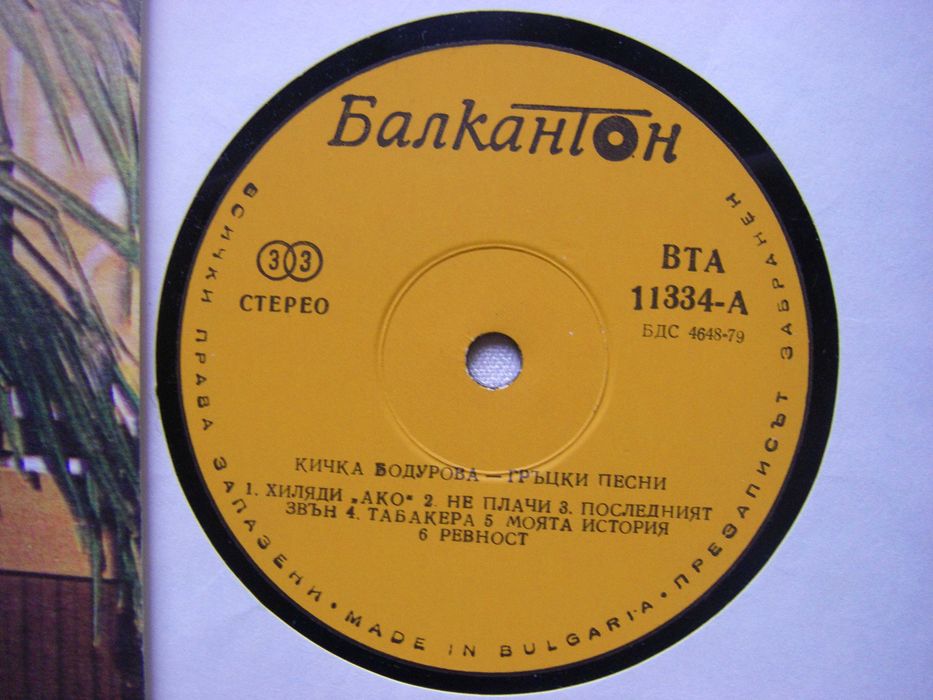 БалканТон
33
СТЕРЕО
ВТА
11334-А
БДС 4648-79
КИЧКА БОДУРОВА — ГРЪЦКИ ПЕСНИ
1. ХИЛЯДИ „АКО“ 2. НЕ ПЛАЧИ 3. ПОСЛЕДНИЯТ
ЗВЪН 4. ТАБАКЕРА 5 МОЯТА ИСТОРИЯ
6 РЕВНОСТ
ВСИЧКИ ПРАВА ЗАПАЗЕНИ • MADE IN BULGARIA • ПРЕЗАПИСЪТ ЗАБРАНЕН